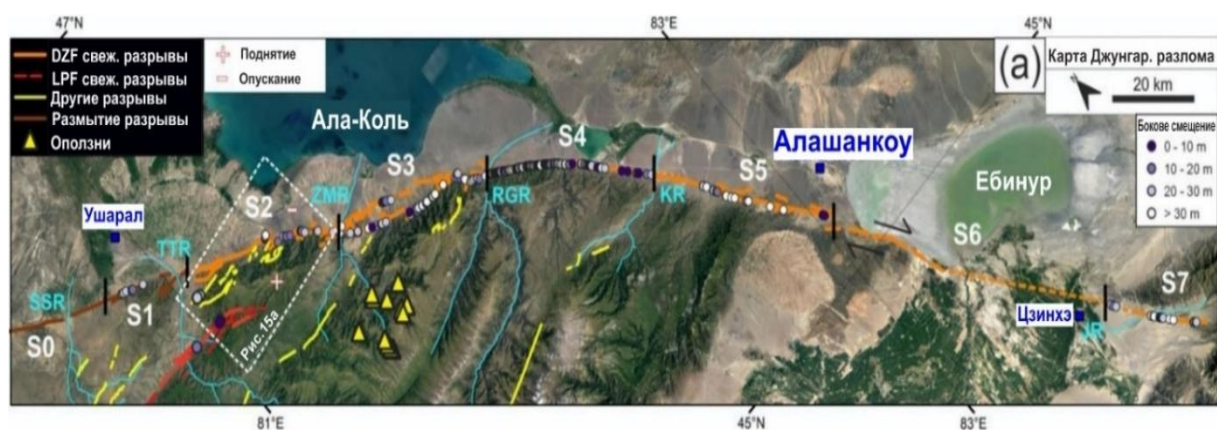 47°N
83°E
45°N
DZF свеж. разрывы
LPF свеж. разрывы
Другие разрывы
Размытие разрывы
Оползни
Поднятие
Опускание
(a)
Карта Джунгар. разлома
20 km
Боковe смещение
0 - 10 m
10 - 20 m
20 - 30 m
> 30 m
Ала-Коль
Алашанкоу
Ебинур
Ушарал
Цзинхэ
S0
S1
S2
S3
S4
S5
S6
S7
SSR
TTR
ZMR
RGR
KR
JR
Рис. 15a
81°E
45°N
83°E